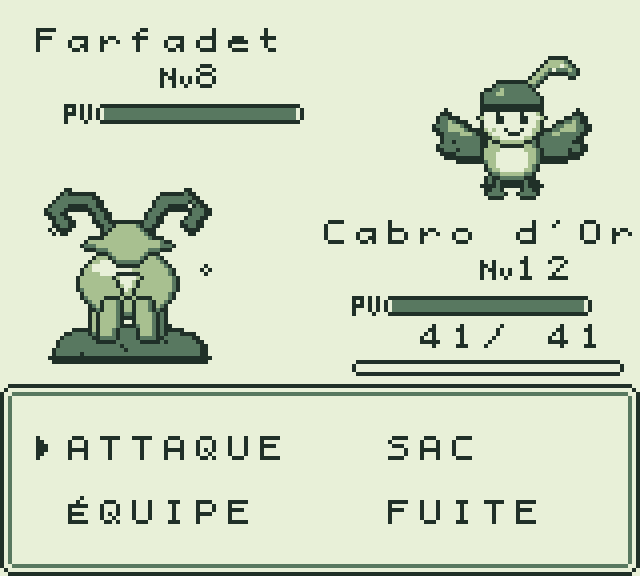 Farfadet
Nv8
PV
Cabro d'Or
Nv12
PV
41/ 41
ATTAQUE SAC
ÉQUIPE FUITE